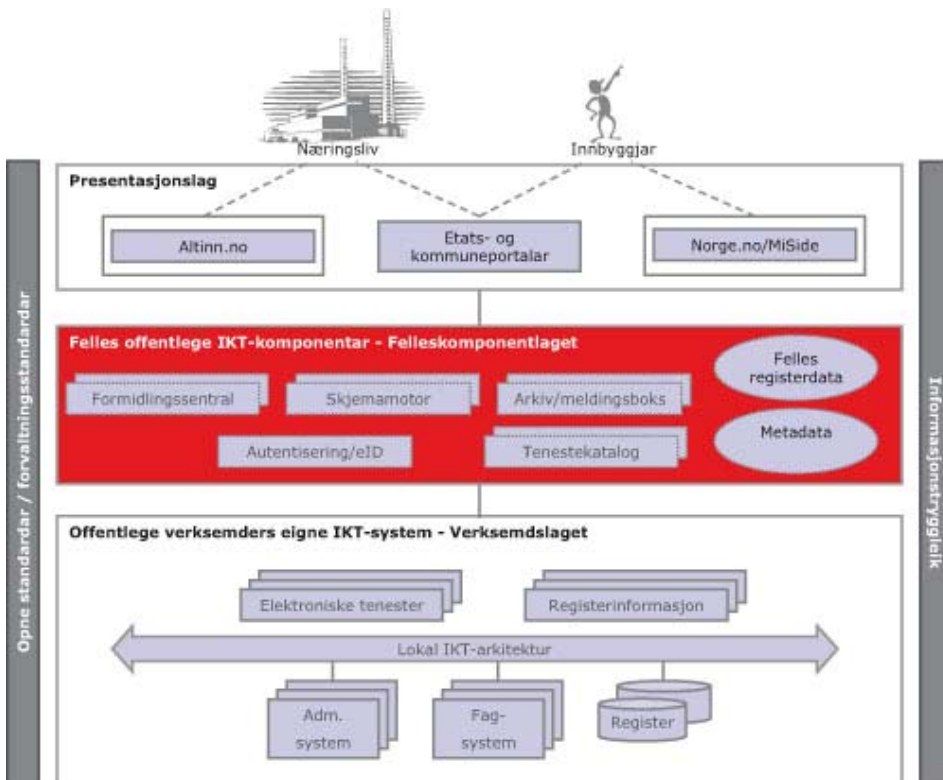 Næringsliv
Innbyggjar
Opne standardar / forvaltningsstandardar
Informasjonstryggleik
Presentasjonslag
Altinn.no
Etats- og
kommuneportalar
Norge.no/MiSide
Felles offentlege IKT-komponentar - Felleskomponentlaget
Felles
registerdata
Formidlingssentral
Skjemamotor
Arkiv/meldingsboks
Metadata
Autentisering/eID
Tenestekatalog
Offentlege verksemders eigne IKT-system - Verksemdslaget
Elektroniske tenester
Registerinformasjon
Lokal IKT-arkitektur
Adm.
system
Fag-
system
Register